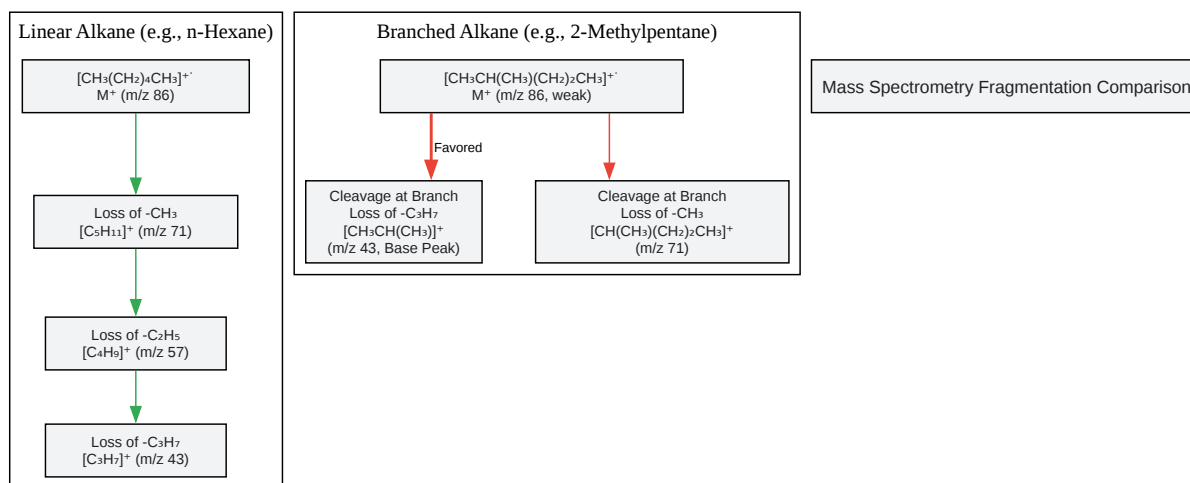 Linear Alkane (e.g., n-Hexane)
[CH₃(CH₂)₄CH₃]⁺˙
M⁺ (m/z 86)
Loss of -CH₃
[C₅H₁₁]⁺ (m/z 71)
Loss of -C₂H₅
[C₄H₉]⁺ (m/z 57)
Loss of -C₃H₇
[C₃H₇]⁺ (m/z 43)
Branched Alkane (e.g., 2-Methylpentane)
[CH₃CH(CH₃)(CH₂)₂CH₃]⁺˙
M⁺ (m/z 86, weak)
Favored
Cleavage at Branch
Loss of -C₃H₇
[CH₃CH(CH₃)]⁺
(m/z 43, Base Peak)
Cleavage at Branch
Loss of -CH₃
[CH(CH₃)(CH₂)₂CH₃]⁺
(m/z 71)
Mass Spectrometry Fragmentation Comparison